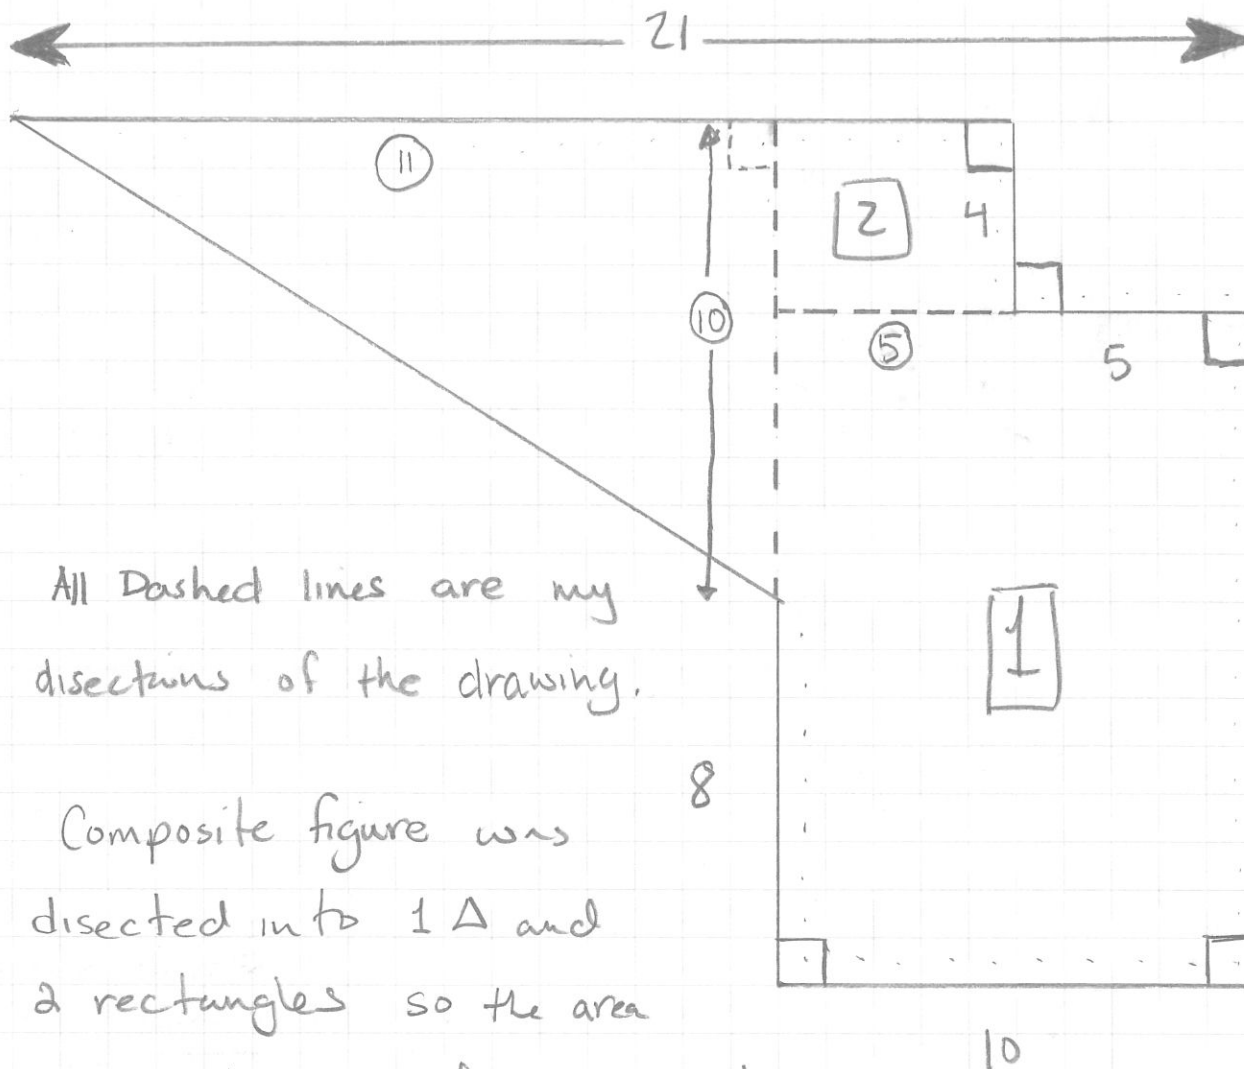 21
11
2
4
10
5
5
All Dashed lines are my
disections of the drawing.
1
8
Composite figure was
disected into 1 Δ and
2 rectangles so the area
10